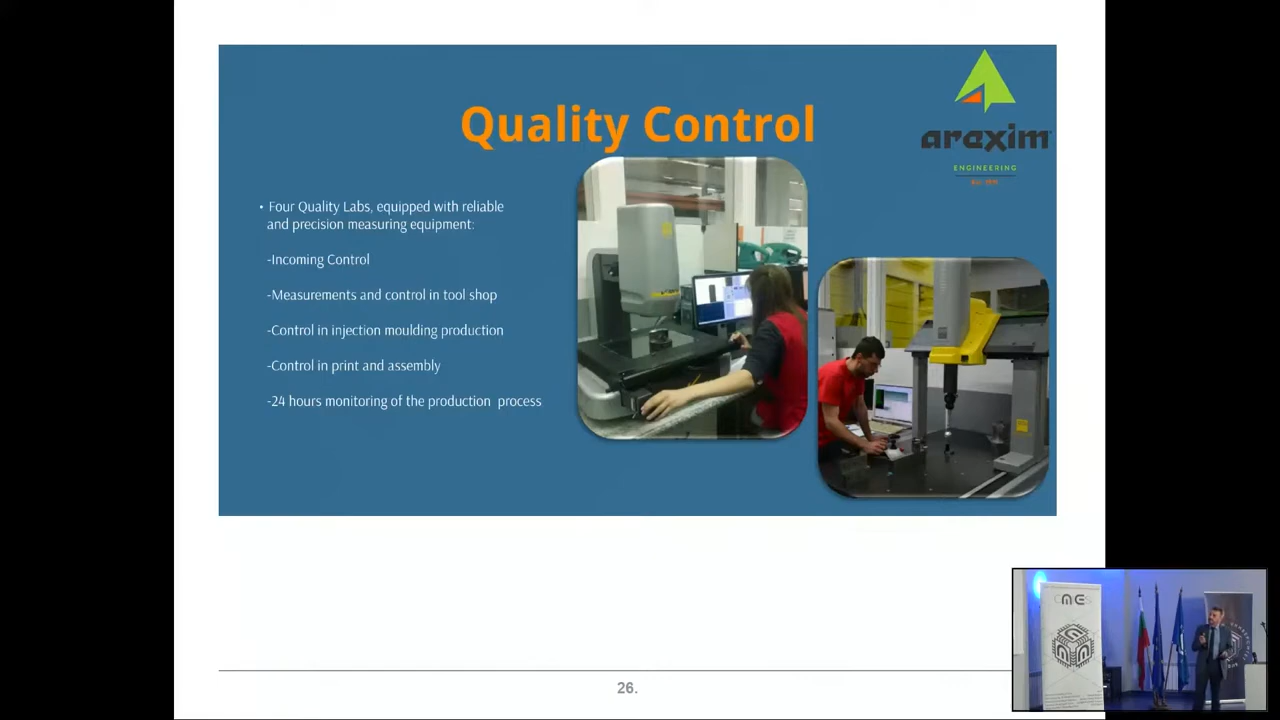 Quality Control
arexim
ENGINEERING
• Four Quality Labs, equipped with reliable
and precision measuring equipment:
-Incoming Control
-Measurements and control in tool shop
-Control in injection moulding production
-Control in print and assembly
-24 hours monitoring of the production process
26.